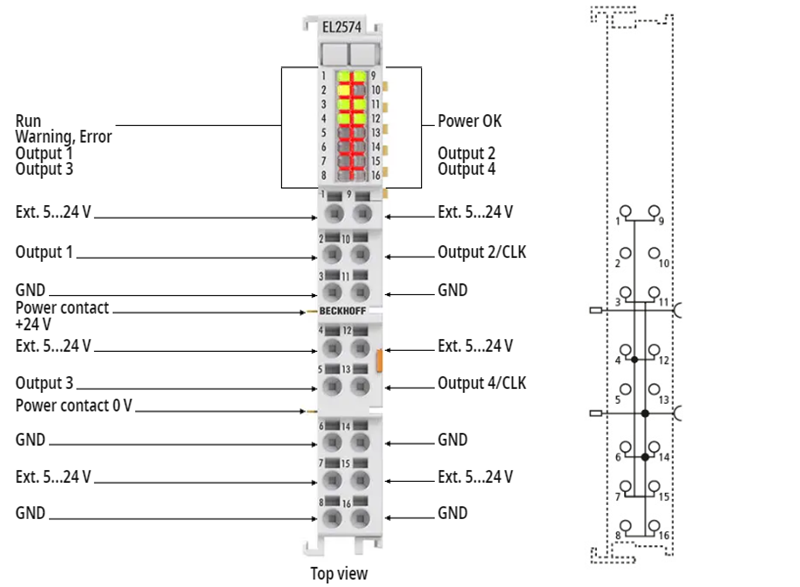 EL2574
1 9
2 10
3 11
4 12
5 13
6 14
7 15
8 16
Run
Warning, Error
Output 1
Output 3
Power OK
Output 2
Output 4
1 9
Ext. 5...24 V
Ext. 5...24 V
2 10
Output 1
Output 2/CLK
3 11
GND
GND
Power contact
+24 V
BECKHOFF
4 12
Ext. 5...24 V
Ext. 5...24 V
5 13
Output 3
Output 4/CLK
Power contact 0 V
6 14
GND
GND
7 15
Ext. 5...24 V
Ext. 5...24 V
8 16
GND
GND
Top view
1 9
2 10
3 11
4 12
5 13
6 14
7 15
8 16